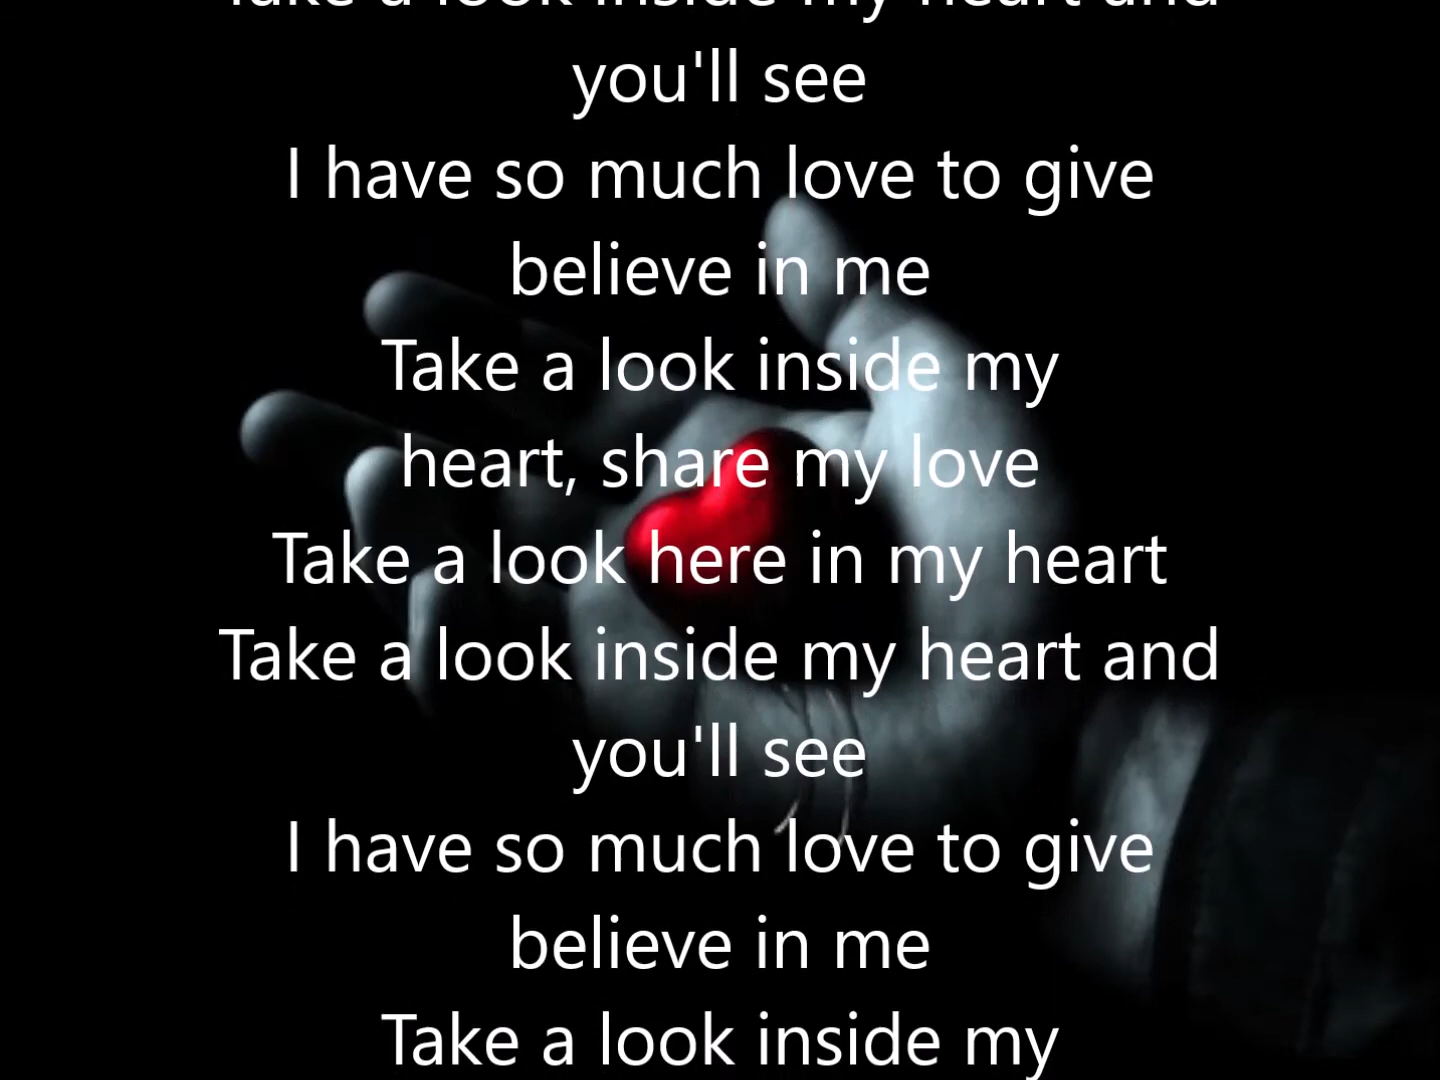 Take a look inside my heart and
you'll see
I have so much love to give
believe in me
Take a look inside my
heart, share my love
Take a look here in my heart
Take a look inside my heart and
you'll see
I have so much love to give
believe in me
Take a look inside my